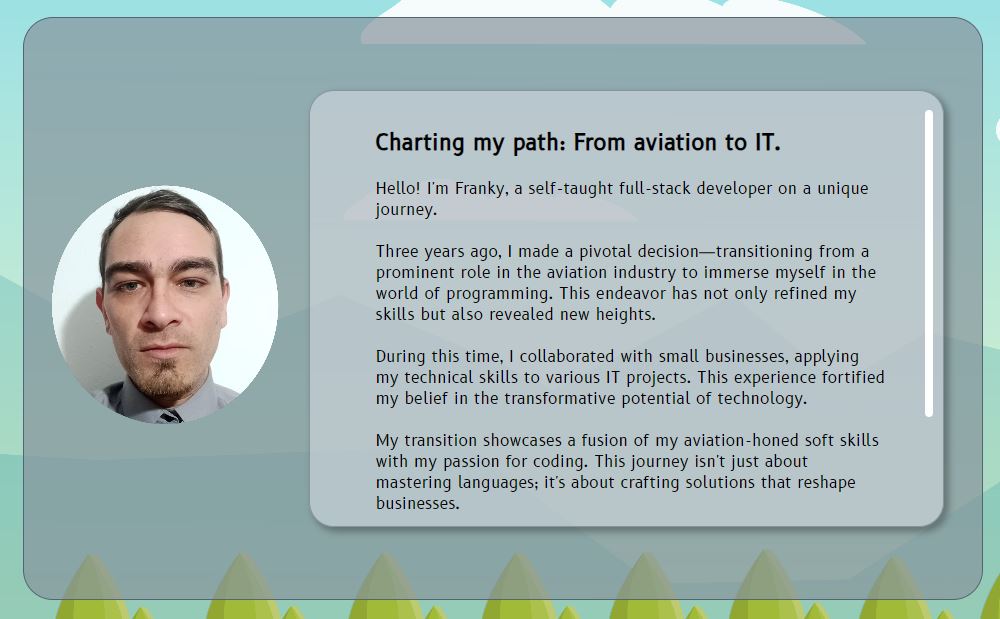 Charting my path: From aviation to IT.
Hello! I'm Franky, a self-taught full-stack developer on a unique
journey.
Three years ago, I made a pivotal decision—transitioning from a
prominent role in the aviation industry to immerse myself in the
world of programming. This endeavor has not only refined my
skills but also revealed new heights.
During this time, I collaborated with small businesses, applying
my technical skills to various IT projects. This experience fortified
my belief in the transformative potential of technology.
My transition showcases a fusion of my aviation-honed soft skills
with my passion for coding. This journey isn't just about
mastering languages; it's about crafting solutions that reshape
businesses.